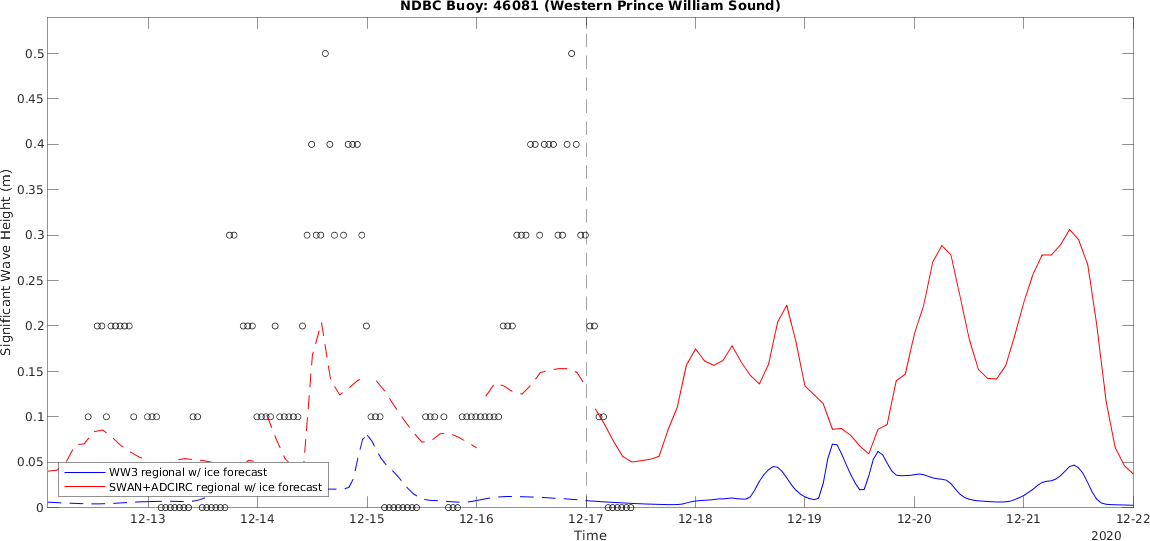 NDBC Buoy: 46081 (Western Prince William Sound)
Significant Wave Height (m)
0.5
0.45
0.4
0.35
0.3
0.25
0.2
0.15
0.1
0.05
0
WW3 regional w/ ice forecast
SWAN+ADCIRC regional w/ ice forecast
12-13 12-14 12-15 12-16 12-17 12-18 12-19 12-20 12-21 12-22
Time
2020